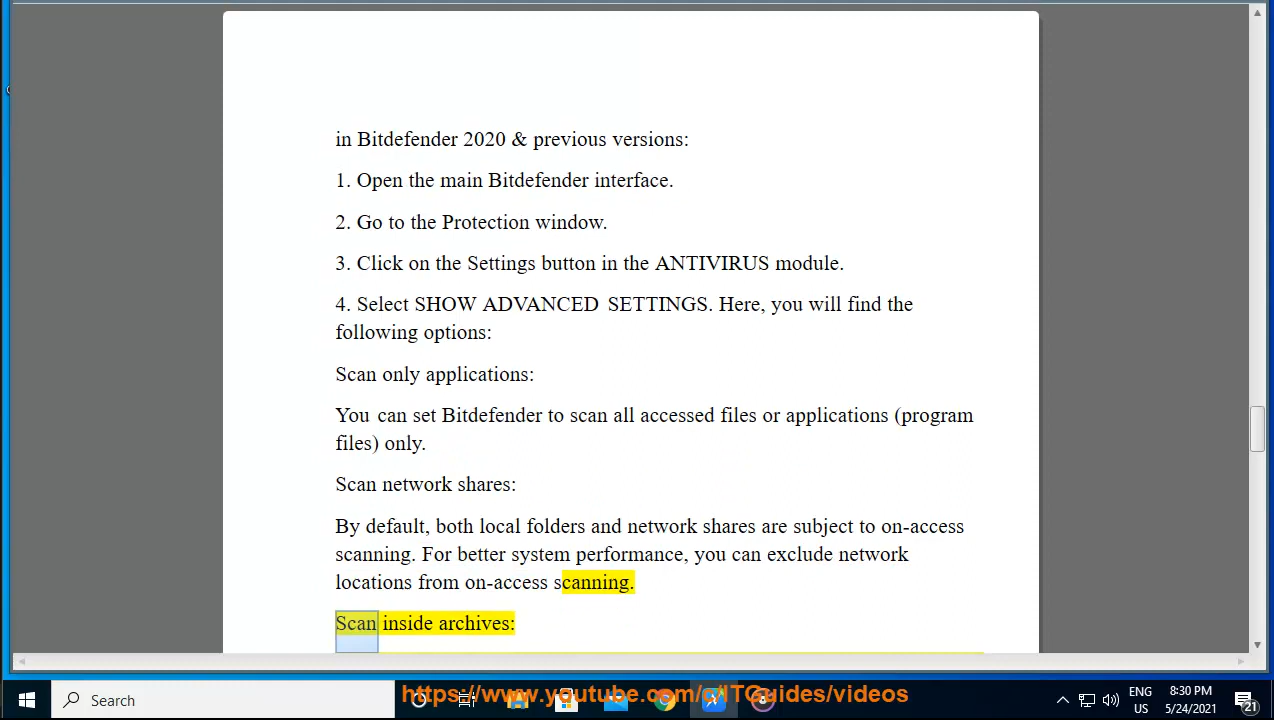 in Bitdefender 2020 & previous versions:
1. Open the main Bitdefender interface.
2. Go to the Protection window.
3. Click on the Settings button in the ANTIVIRUS module.
4. Select SHOW ADVANCED SETTINGS. Here, you will find the
following options:
Scan only applications:
You can set Bitdefender to scan all accessed files or applications (program
files) only.
Scan network shares:
By default, both local folders and network shares are subject to on-access
scanning. For better system performance, you can exclude network
locations from on-access scanning.
Scan inside archives:
Search
https://www.youtube.com/c/ITGuides/videos
ENG
US
8:30 PM
5/24/2021
21